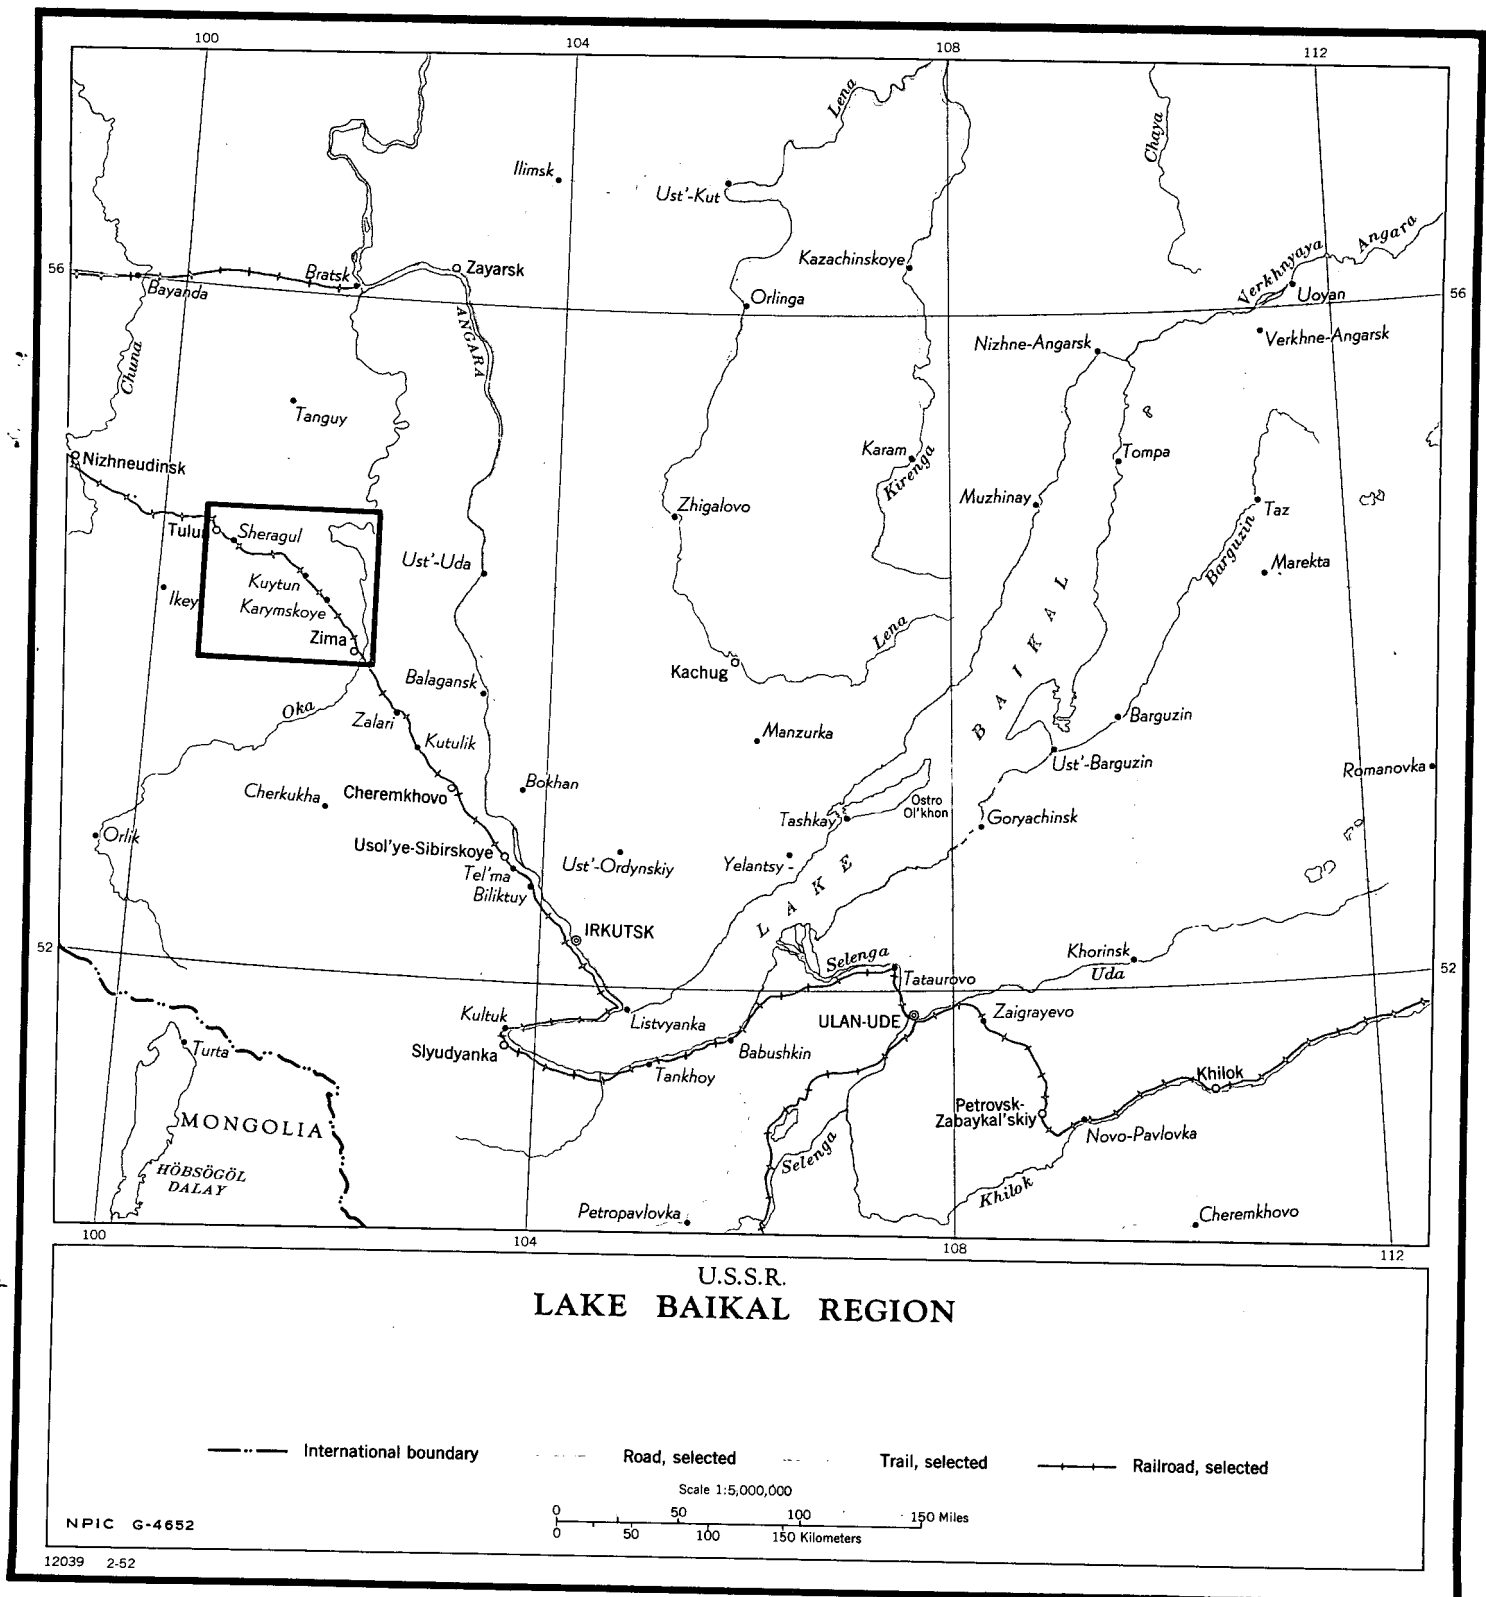 100 104 108 112
Lena
Chaya
Ilimsk
Ust'-Kut
Verkhnyaya Angara
56
Bayanda
Bratsk
Zayarsk
Kazachinskoye
Orlinga
Uoyan
56
ANGARA
Nizhne-Angarsk
Verkhne-Angarsk
Chuna
Tanguy
Nizhneudinsk
Karam
Kirenga
Tompa
Muzhinay
Zhigalovo
Taz
Tulun
Sheragul
Ust'-Uda
Barguzin
Marekta
Kuytun
Ikey
Karymskoye
Zima
Lena
Kachug
Balagansk
LAKE BAIKAL
Oka
Zalari
Kutulik
Manzurka
Barguzin
Ust'-Barguzin
Romanovka
Cherkukha
Cheremkhovo
Bokhan
Ostro
Ol'khon
Tashkay
Goryachinsk
Orlik
Usol'ye-Sibirskoye
Tel'ma
Biliktuy
Ust'-Ordynskiy
Yelantsy
IRKUTSK
52
Selenga
Khorinsk
Uda
52
Tataurovo
Kultuk
Listvyanka
ULAN-UDE
Zaigrayevo
Slyudyanka
Babushkin
Turta
Tankhoy
Khilok
Petrovsk-
Zabaykal'skiy
MONGOLIA
Novo-Pavlovka
HÖBSÖGÖL
DALAY
Selenga
Khilok
Petropavlovka
Cheremkhovo
100 104 108 112
U.S.S.R.
LAKE BAIKAL REGION
International boundary Road, selected Trail, selected Railroad, selected
Scale 1:5,000,000
0 50 100 150 Miles
0 50 100 150 Kilometers
NPIC G-4652
12039 2-52